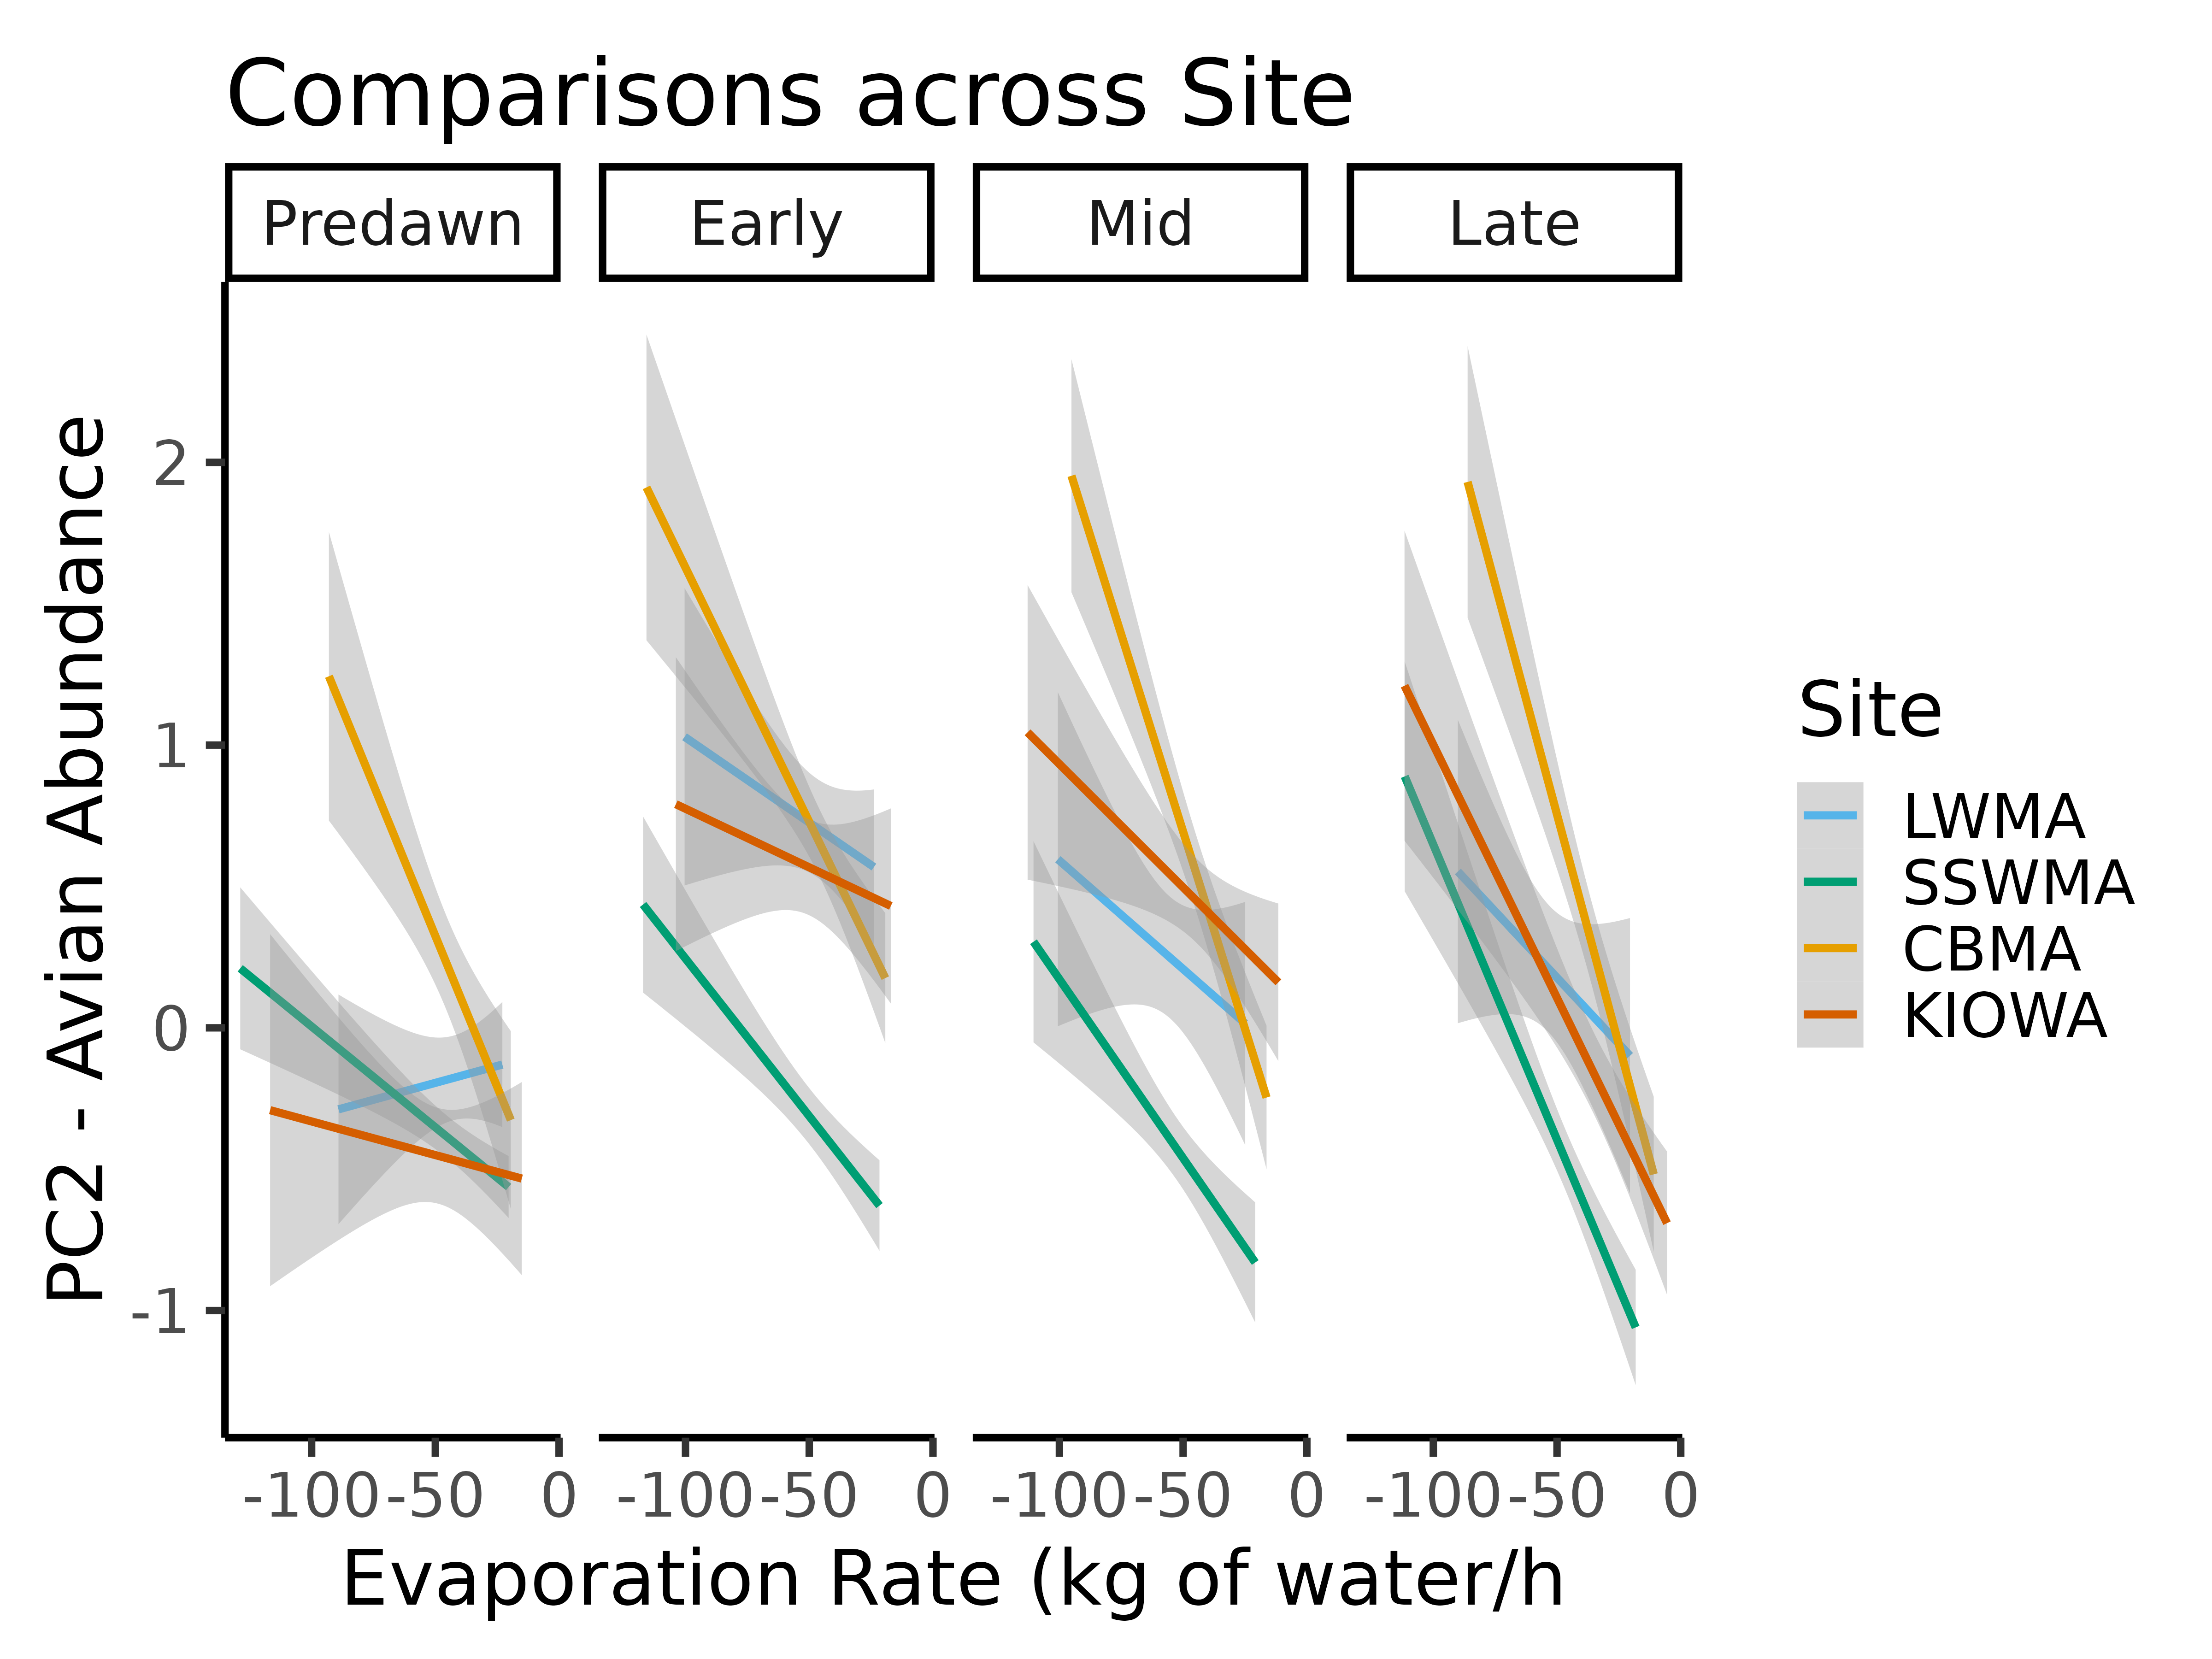 Comparisons across Site
Predawn Early Mid Late
PC2 - Avian Abundance
2
1
0
-1
-100 -50 0 -100 -50 0 -100 -50 0 -100 -50 0
Evaporation Rate (kg of water/h
Site
LWMA
SSWMA
CBMA
KIOWA